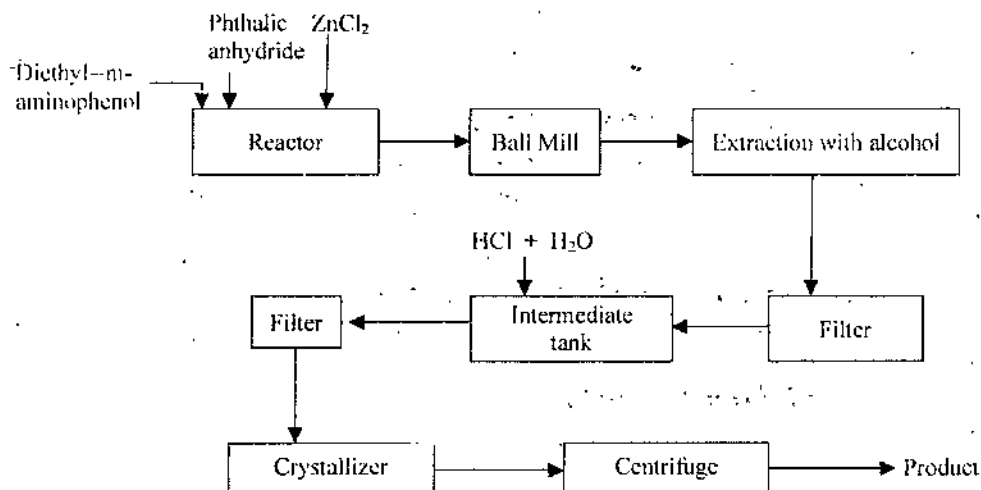 Phthalic ZnCl₂
anhydride
Diethyl-m-
aminophenol
Reactor
Ball Mill
Extraction with alcohol
HCl + H₂O
Filter
Intermediate
tank
Filter
Crystallizer
Centrifuge
Product